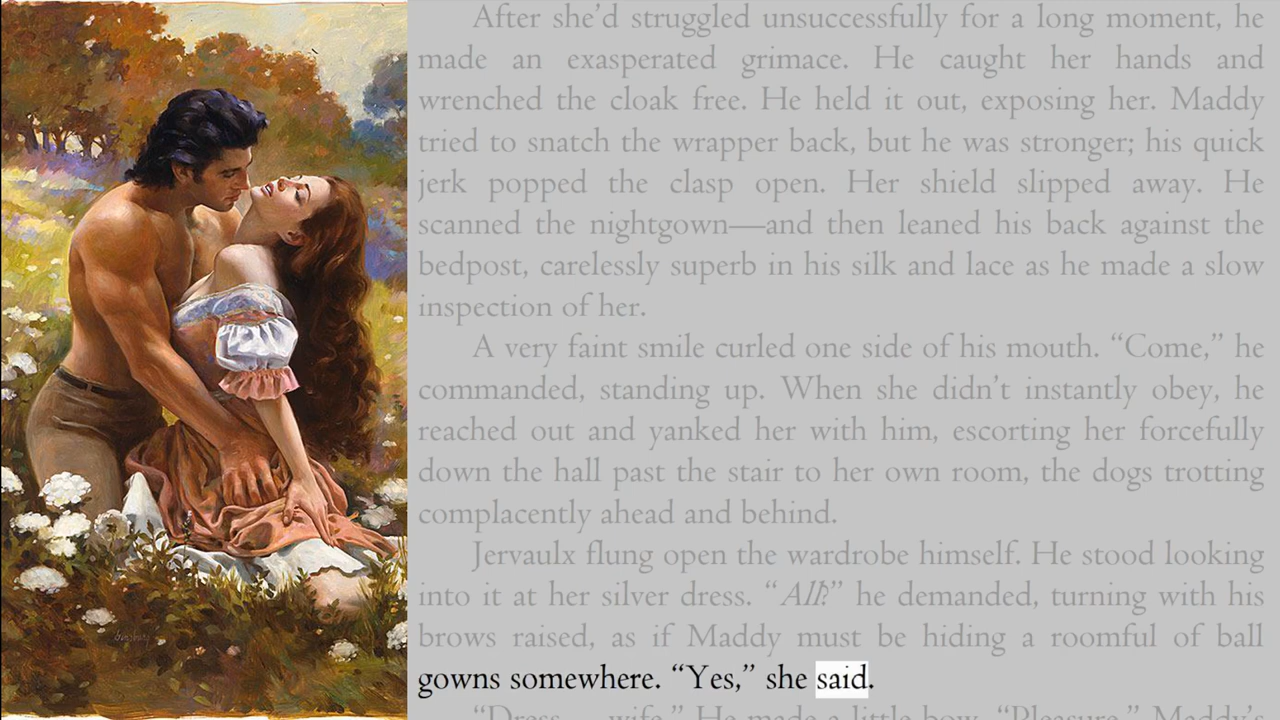 After she’d struggled unsuccessfully for a long moment, he
made an exasperated grimace. He caught her hands and
wrenched the cloak free. He held it out, exposing her. Maddy
tried to snatch the wrapper back, but he was stronger; his quick
jerk popped the clasp open. Her shield slipped away. He
scanned the nightgown—and then leaned his back against the
bedpost, carelessly superb in his silk and lace as he made a slow
inspection of her.
A very faint smile curled one side of his mouth. “Come,” he
commanded, standing up. When she didn’t instantly obey, he
reached out and yanked her with him, escorting her forcefully
down the hall past the stair to her own room, the dogs trotting
complacently ahead and behind.
Jervaulx flung open the wardrobe himself. He stood looking
into it at her silver dress. “All?” he demanded, turning with his
brows raised, as if Maddy must be hiding a roomful of ball
gowns somewhere. “Yes,” she said.
“Dress... wife.” He made a little bow. “Pleasure.” Maddy’s